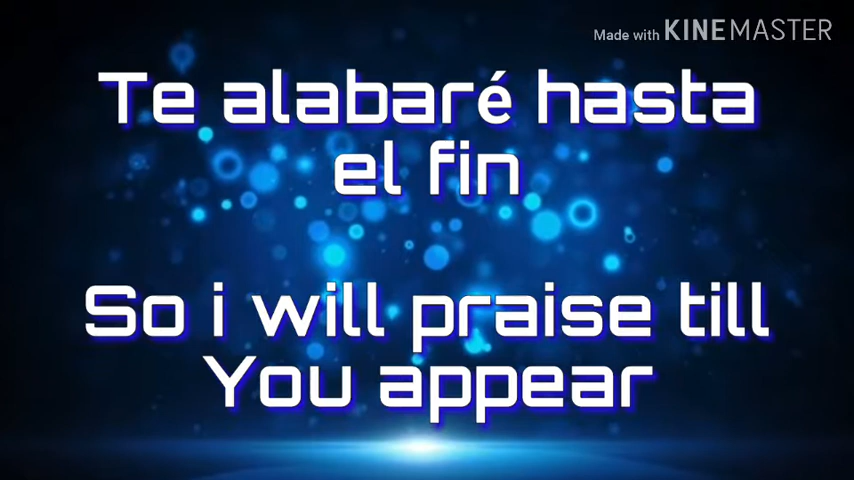 Made with KINEMASTER
Te alabaré hasta
el fin
So i will praise till
You appear